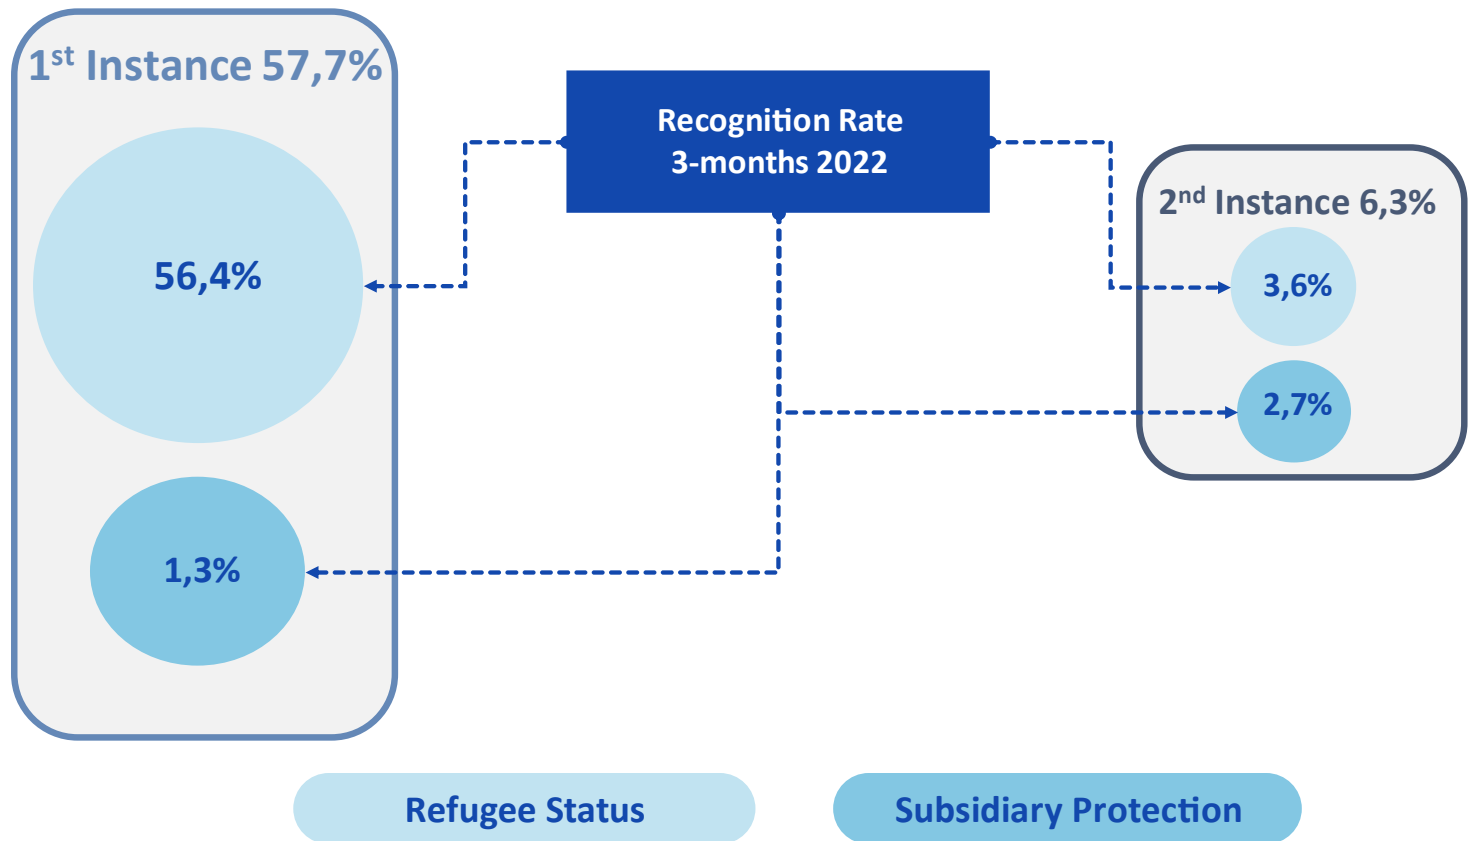 1st Instance 57,7%
56,4%
1,3%
Recognition Rate
3-months 2022
2nd Instance 6,3%
3,6%
2,7%
Refugee Status
Subsidiary Protection